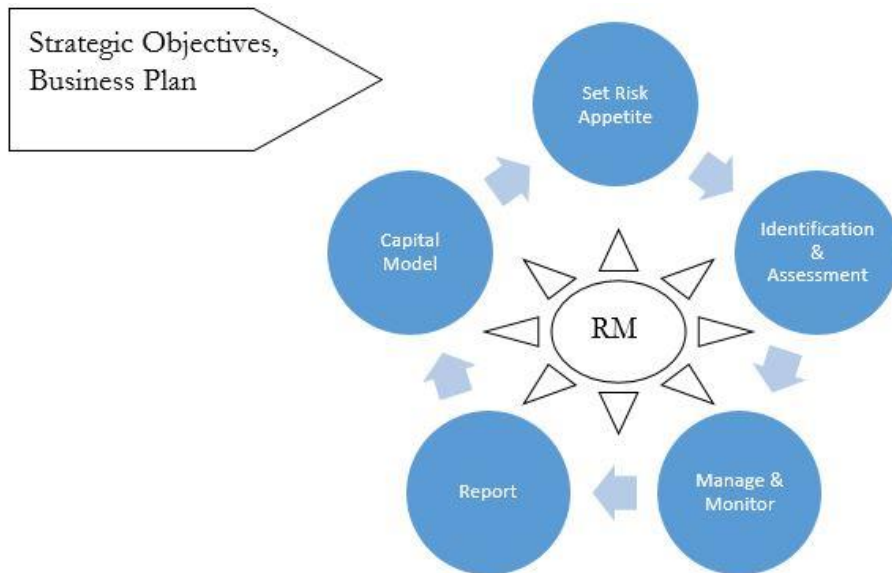 Strategic Objectives,
Business Plan
Set Risk
Appetite
Identification
&
Assessment
Manage &
Monitor
Report
Capital
Model
RM